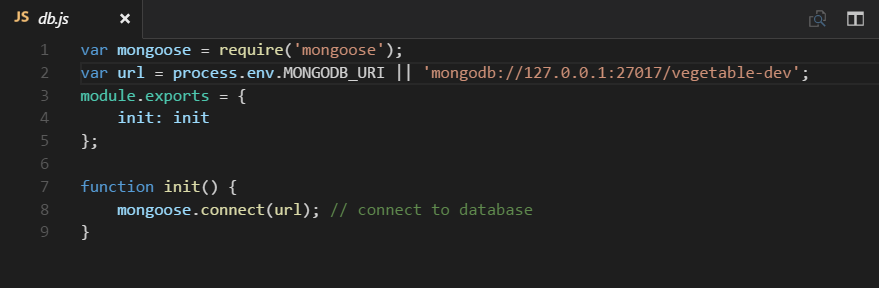 JS db.js ×
1 var mongoose = require('mongoose');
2 var url = process.env.MONGODB_URI || 'mongodb://127.0.0.1:27017/vegetable-dev';
3 module.exports = {
4     init: init
5 };
6
7 function init() {
8     mongoose.connect(url); // connect to database
9 }